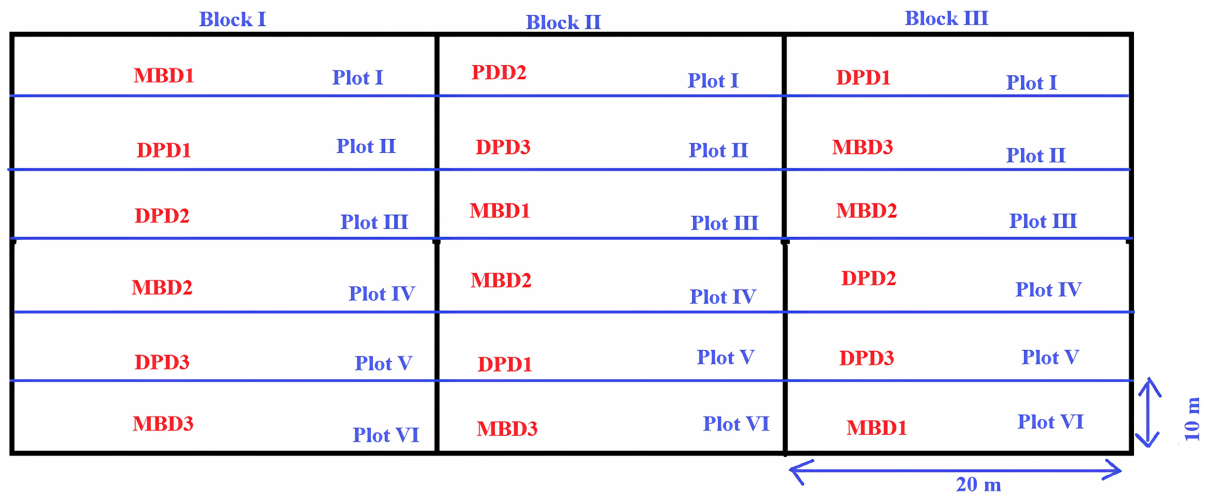 Block I Block II Block III
MBD1 Plot I PDD2 Plot I DPD1 Plot I
DPD1 Plot II DPD3 Plot II MBD3 Plot II
DPD2 Plot III MBD1 Plot III MBD2 Plot III
MBD2 Plot IV MBD2 Plot IV DPD2 Plot IV
DPD3 Plot V DPD1 Plot V DPD3 Plot V
MBD3 Plot VI MBD3 Plot VI MBD1 Plot VI
10 m
20 m